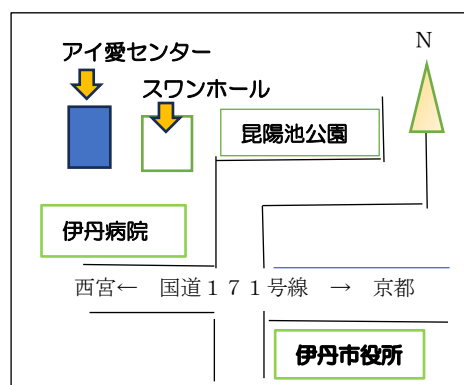 アイ愛センター
N
スワンホール
昆陽池公園
伊丹病院
西宮← 国道１７１号線 → 京都
伊丹市役所